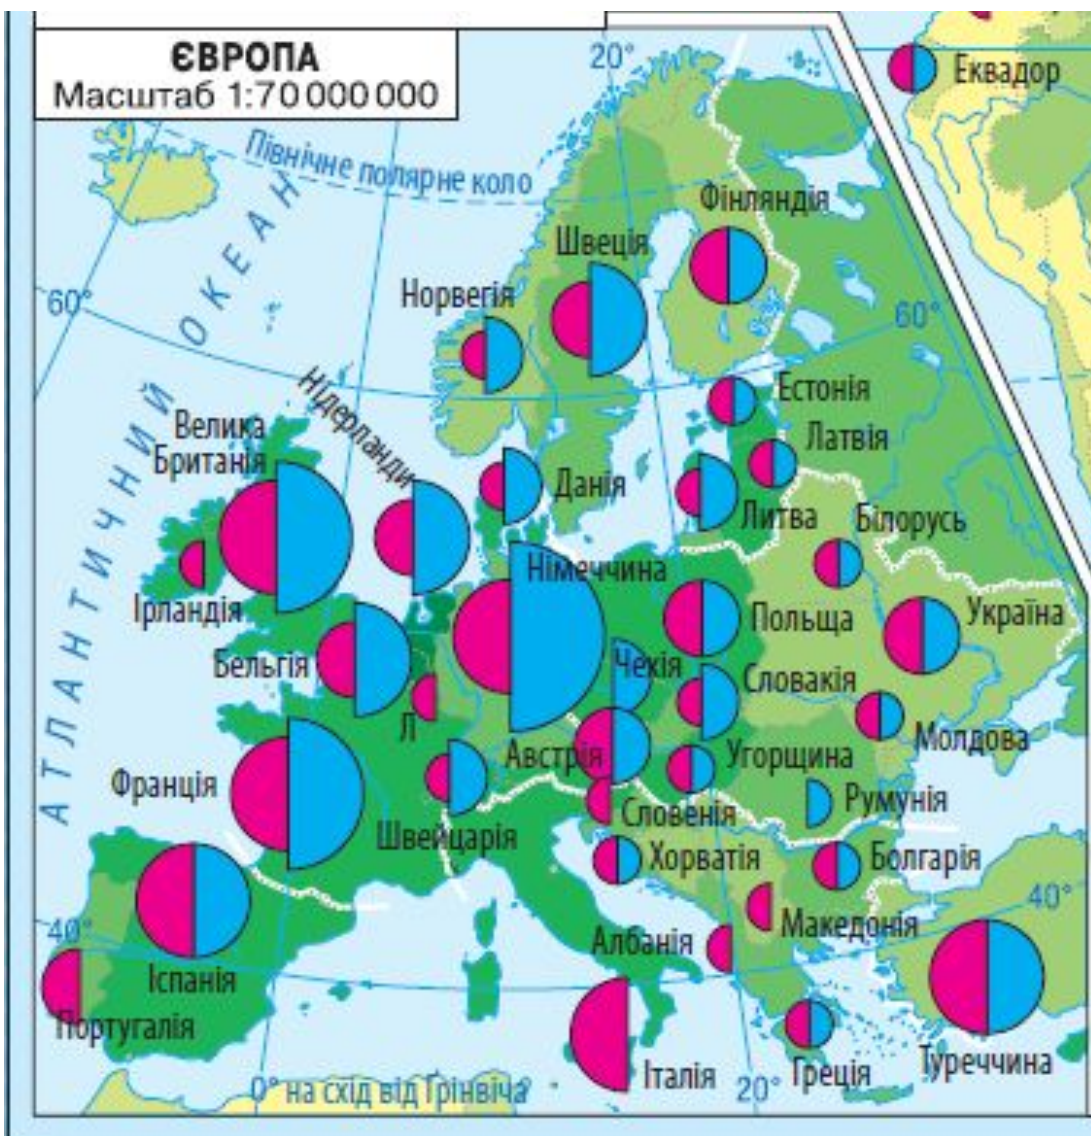 ЄВРОПА
Масштаб 1:70 000 000
20°
Еквадор
Північне полярне коло
Фінляндія
Швеція
Норвегія
60°
60°
АТЛАНТИЧНИЙ ОКЕАН
Нідерланди
Естонія
Велика
Британія
Латвія
Данія
Литва
Білорусь
Німеччина
Ірландія
Польща
Україна
Бельгія
Чехія
Словакія
Л
Молдова
Австрія
Угорщина
Франція
Румунія
Словенія
Швейцарія
Хорватія
Болгарія
40°
40°
Македонія
Албанія
Іспанія
Португалія
Італія
Греція
Туреччина
0° на схід від Ґрінвіча
20°